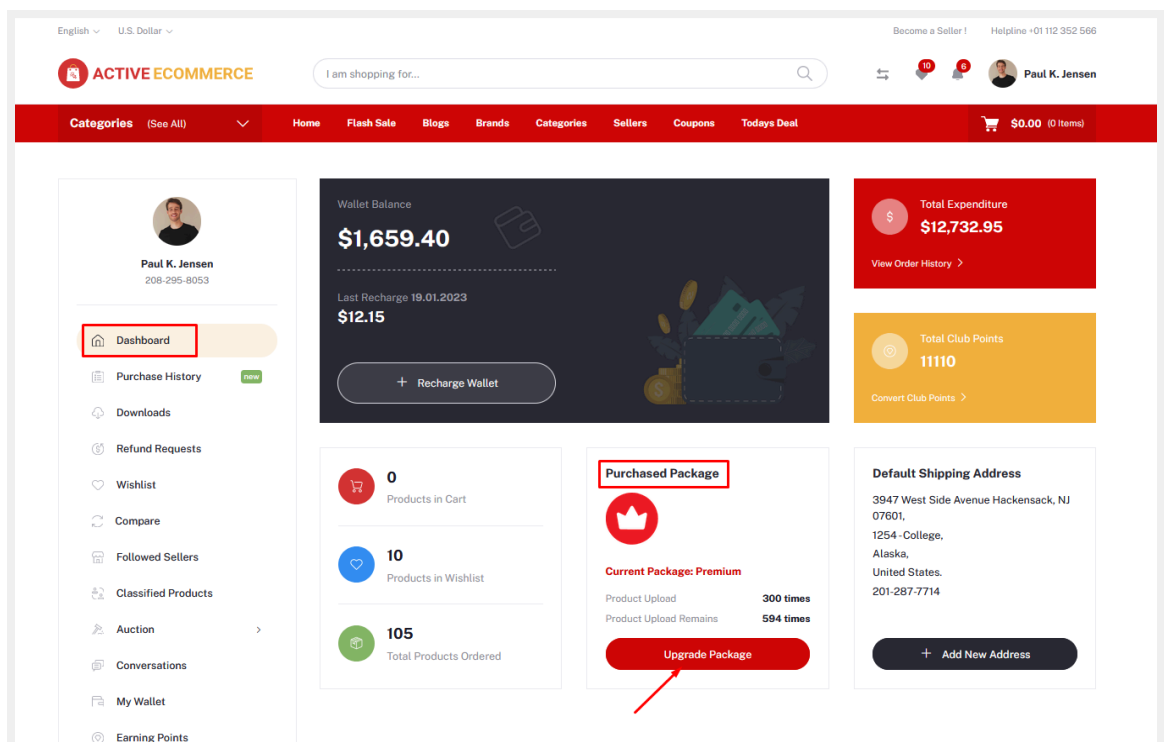 English U.S. Dollar Become a Seller ! Helpline +01 112 352 566
ACTIVE ECOMMERCE I am shopping for... 10 6 Paul K. Jensen
Categories (See All) Home Flash Sale Blogs Brands Categories Sellers Coupons Todays Deal $0.00 (0 Items)
Paul K. Jensen
208-295-8053
Dashboard
Purchase History new
Downloads
Refund Requests
Wishlist
Compare
Followed Sellers
Classified Products
Auction
Conversations
My Wallet
Earning Points
Wallet Balance
$1,659.40
Last Recharge 19.01.2023
$12.15
+ Recharge Wallet
Total Expenditure
$12,732.95
View Order History >
Total Club Points
11110
Convert Club Points >
0
Products in Cart
10
Products in Wishlist
105
Total Products Ordered
Purchased Package
Current Package: Premium
Product Upload 300 times
Product Upload Remains 594 times
Upgrade Package
Default Shipping Address
3947 West Side Avenue Hackensack, NJ
07601,
1254 - College,
Alaska,
United States.
201-287-7714
+ Add New Address